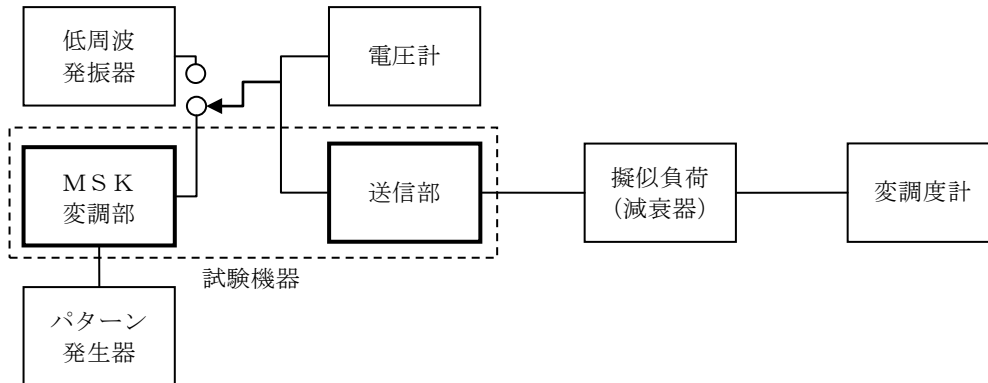 低周波
発振器
電圧計
ＭＳＫ
変調部
送信部
擬似負荷
（減衰器）
変調度計
試験機器
パターン
発生器